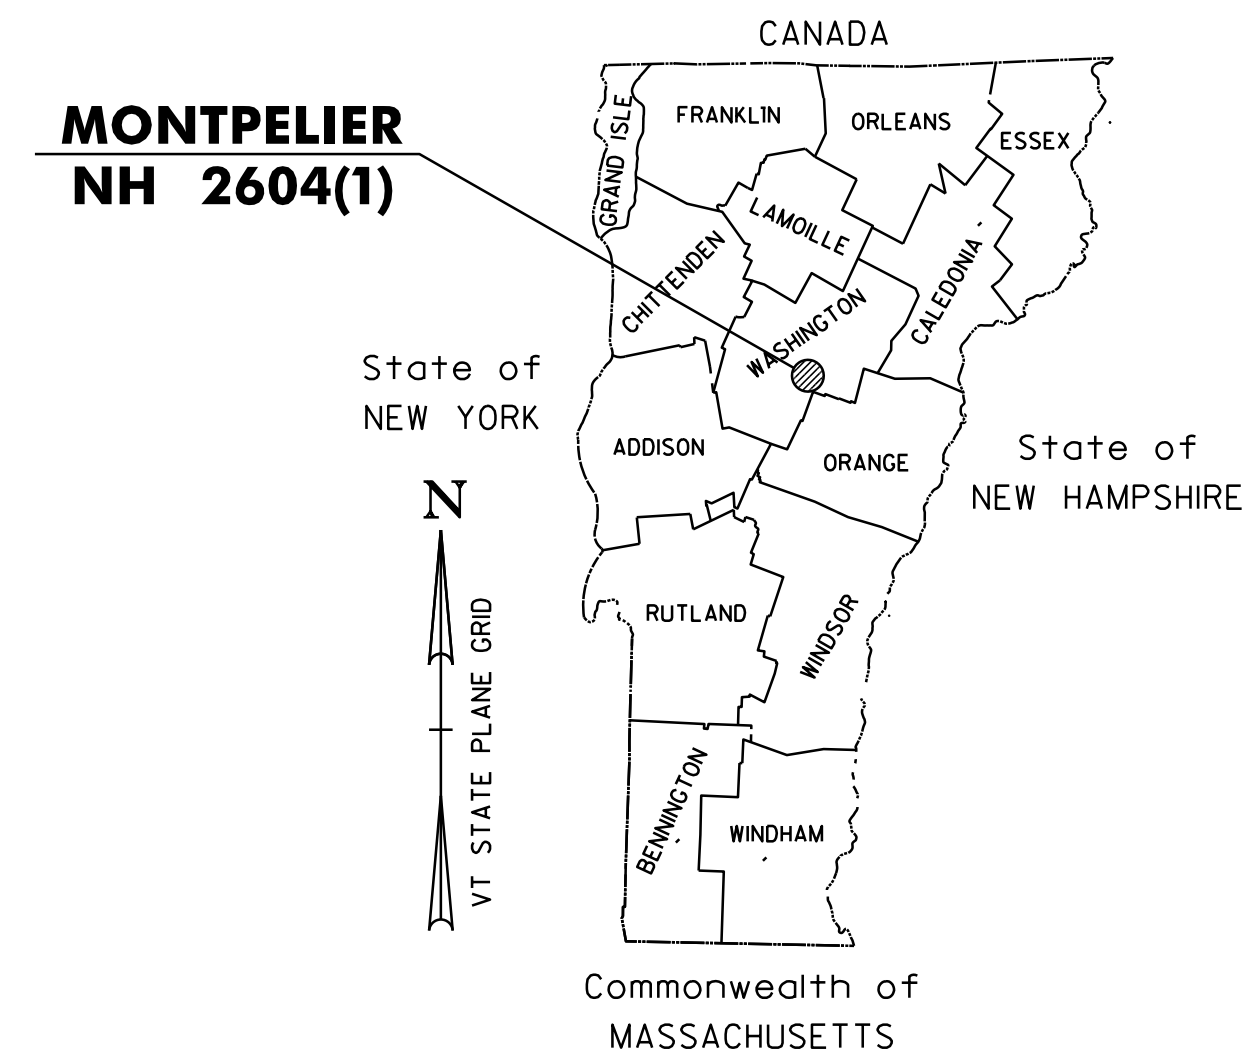 CANADA
MONTPELIER
NH 2604(1)
GRAND ISLE
FRANKLIN
ORLEANS
ESSEX
LAMOILLE
CHITTENDEN
CALEDONIA
WASHINGTON
State of
NEW YORK
ADDISON
ORANGE
State of
NEW HAMPSHIRE
N
VT STATE PLANE GRID
RUTLAND
WINDSOR
BENNINGTON
WINDHAM
Commonwealth of
MASSACHUSETTS